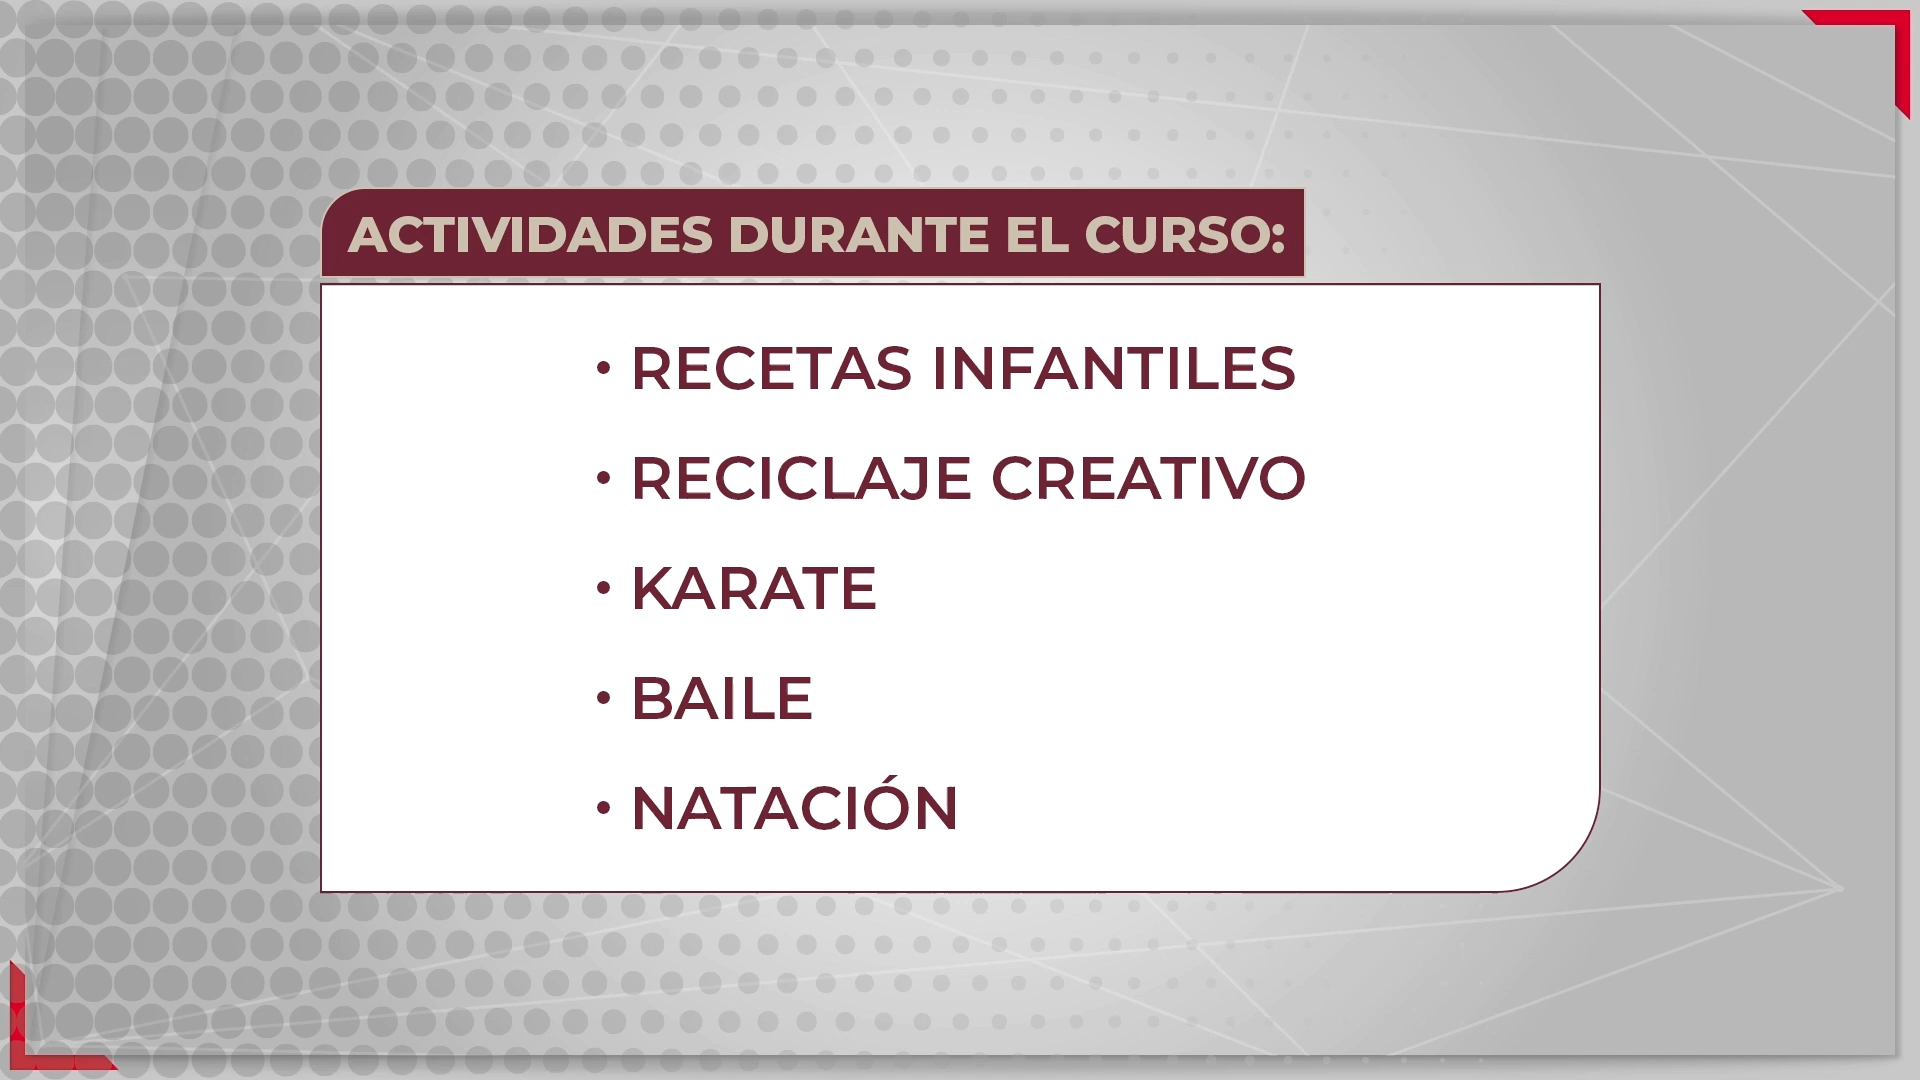 ACTIVIDADES DURANTE EL CURSO:
• RECETAS INFANTILES
• RECICLAJE CREATIVO
• KARATE
• BAILE
• NATACIÓN